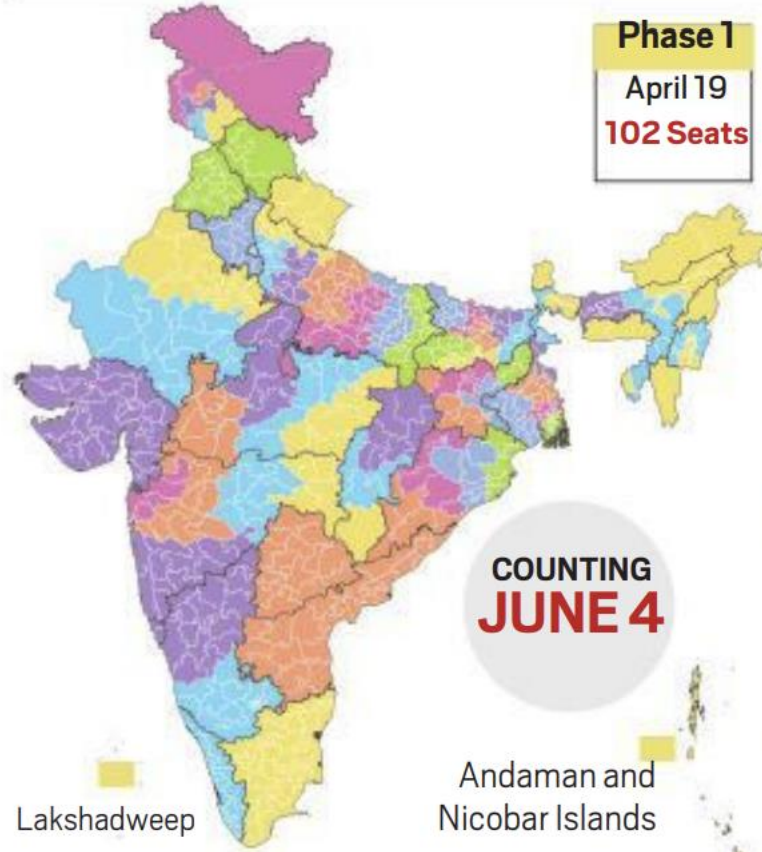 Phase 1
April 19
102 Seats
COUNTING
JUNE 4
Lakshadweep
Andaman and
Nicobar Islands